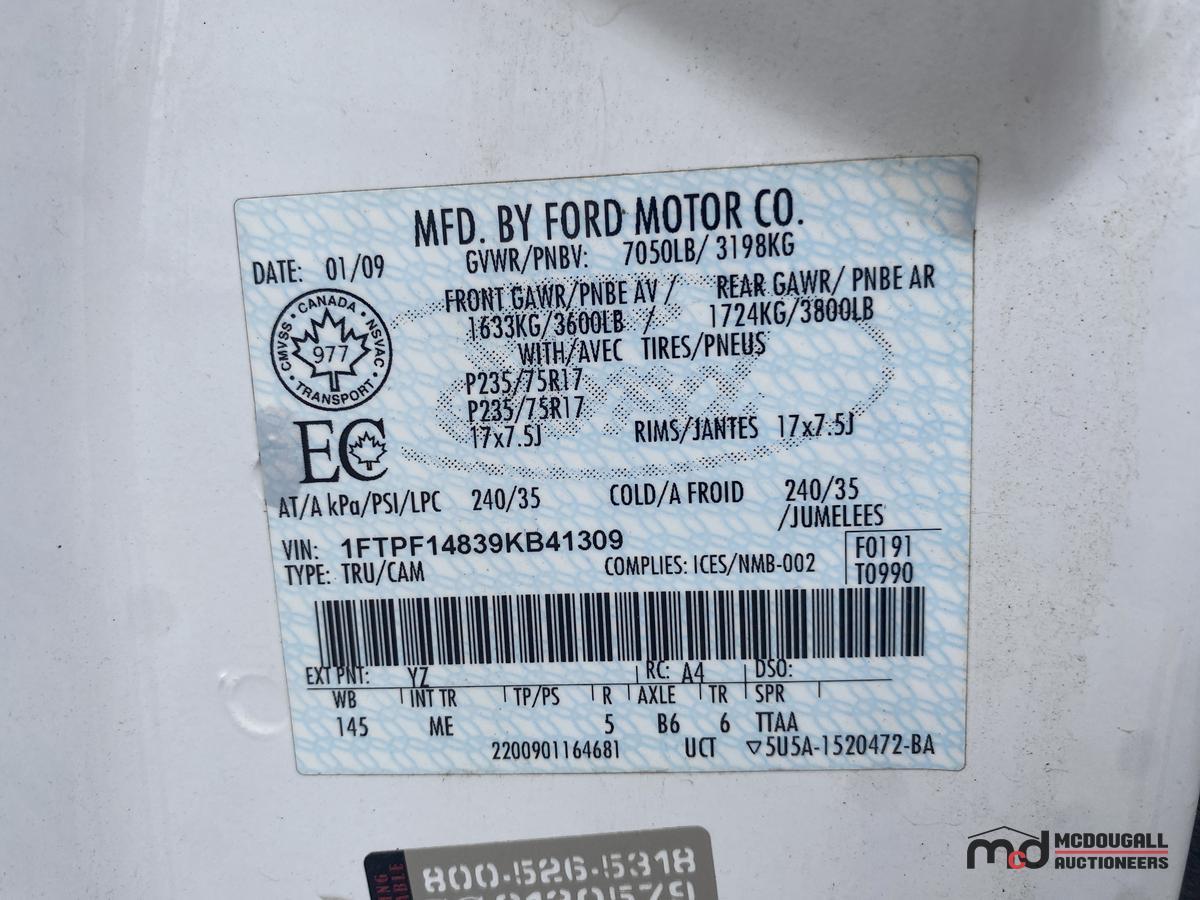 MFD. BY FORD MOTOR CO.
DATE: 01/09
GVWR/PNBV: 7050LB/ 3198KG
FRONT GAWR/PNBE AV / REAR GAWR/ PNBE AR
1633KG/3600LB / 1724KG/3800LB
WITH/AVEC TIRES/PNEUS
P235/75R17
P235/75R17
17x7.5J RIMS/JANTES 17x7.5J
CANADA
CMVSS NSVAC
977
TRANSPORT
EC
AT/A kPa/PSI/LPC 240/35 COLD/A FROID 240/35
/JUMELEES
VIN: 1FTPF14839KB41309
F0191
TYPE: TRU/CAM COMPLIES: ICES/NMB-002
T0990
EXT PNT: YZ RC: A4 DSO:
WB INT TR TP/PS R AXLE TR SPR
145 ME 5 B6 6 TTAA
2200901164681 UCT ▽5U5A-1520472-BA
800-526-5318
mcd MCDOUGALL
AUCTIONEERS